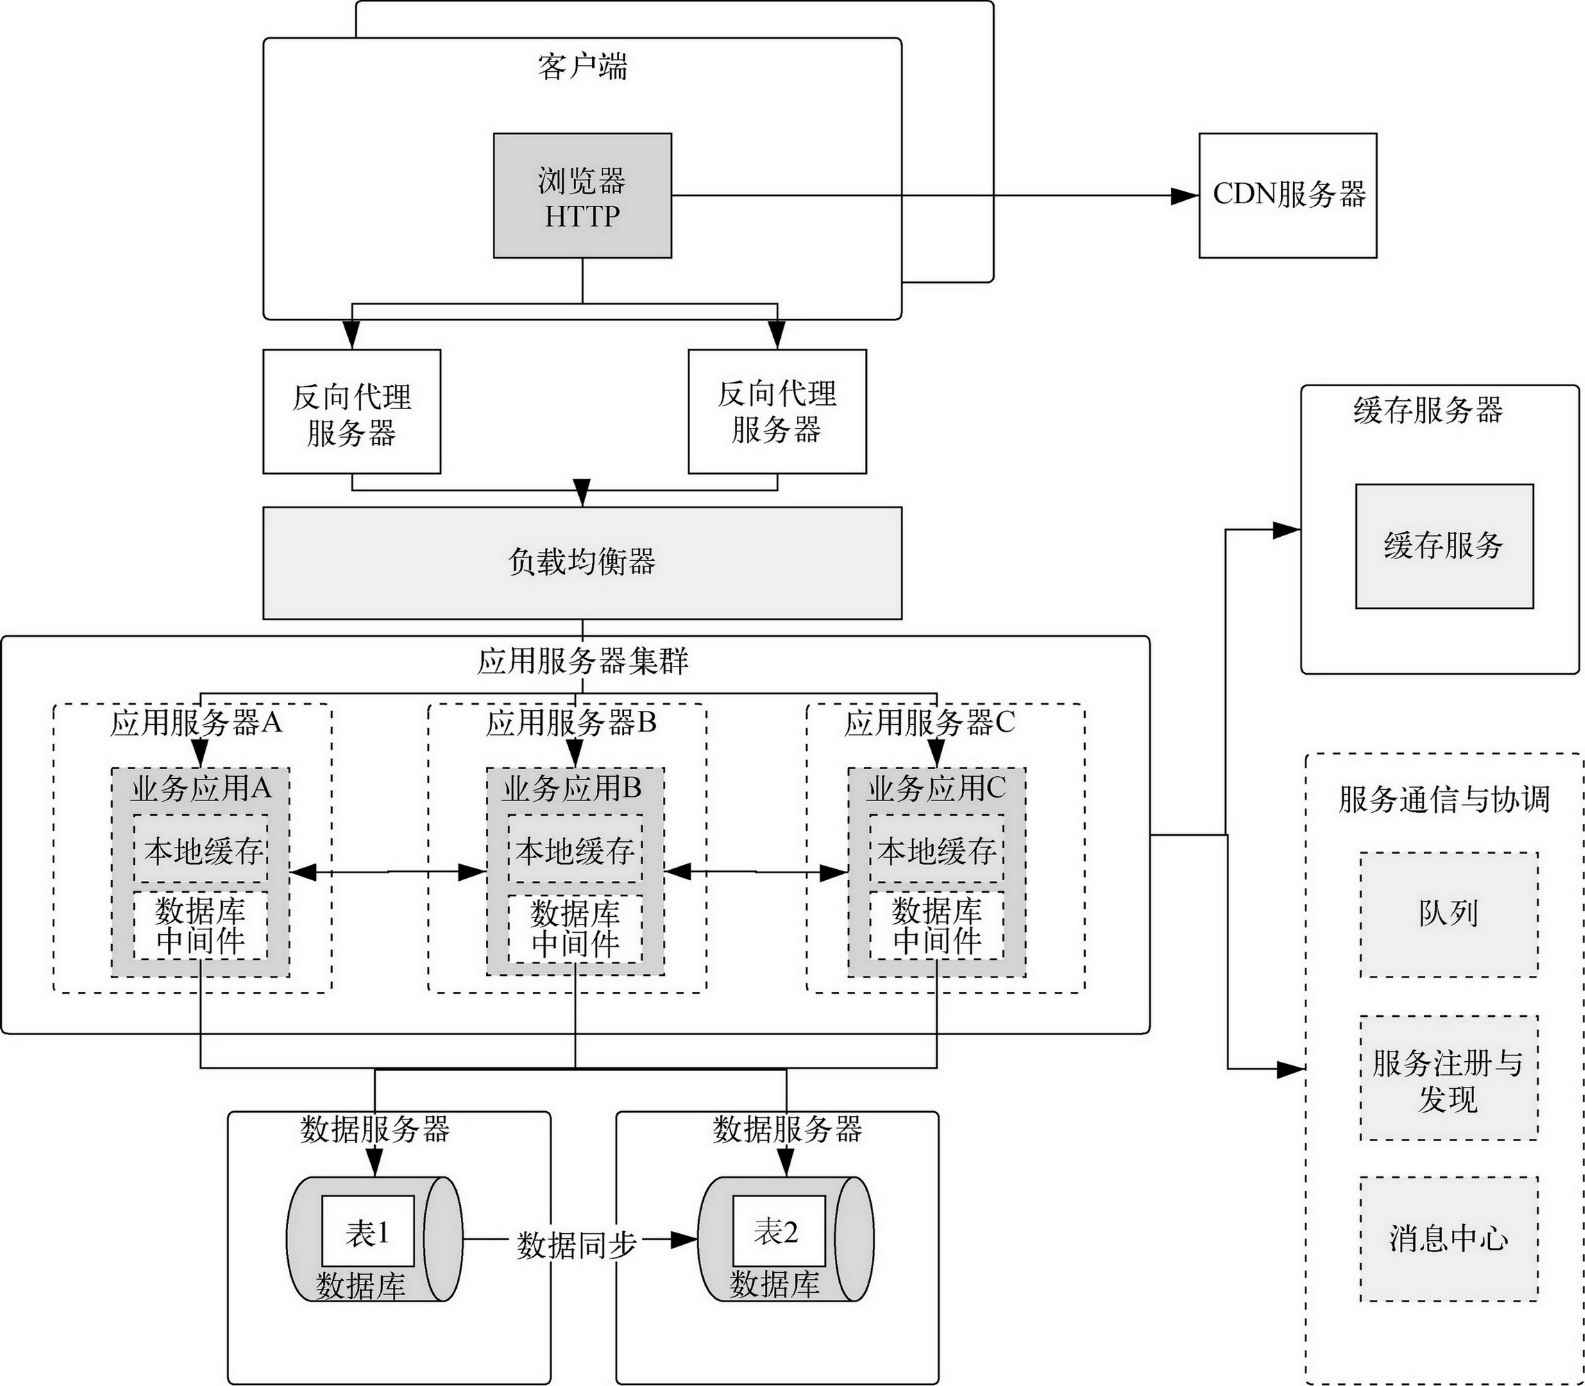 客户端
浏览器
HTTP
CDN服务器
反向代理
服务器
反向代理
服务器
缓存服务器
缓存服务
负载均衡器
应用服务器集群
应用服务器A
应用服务器B
应用服务器C
业务应用A
本地缓存
数据库
中间件
业务应用B
本地缓存
数据库
中间件
业务应用C
本地缓存
数据库
中间件
服务通信与协调
队列
服务注册与
发现
消息中心
数据服务器
表1
数据库
数据同步
数据服务器
表2
数据库